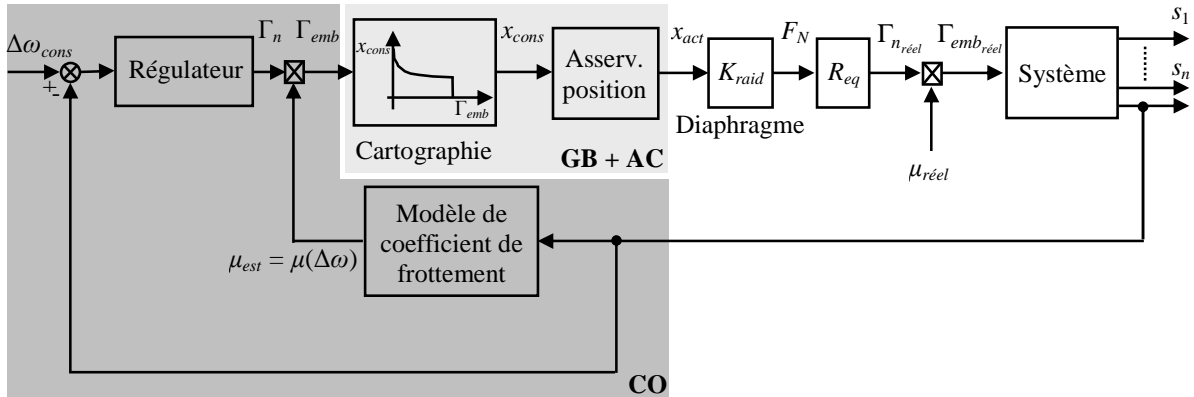 Δω_cons
+
-
Régulateur
Γ_n
Γ_emb
x_cons
Γ_emb
Cartographie
x_cons
Asserv.
position
GB + AC
x_act
K_raid
Diaphragme
F_N
R_eq
Γ_n_réel
Γ_emb_réel
μ_réel
Système
s_1
s_n
Modèle de
coefficient de
frottement
μ_est = μ(Δω)
CO